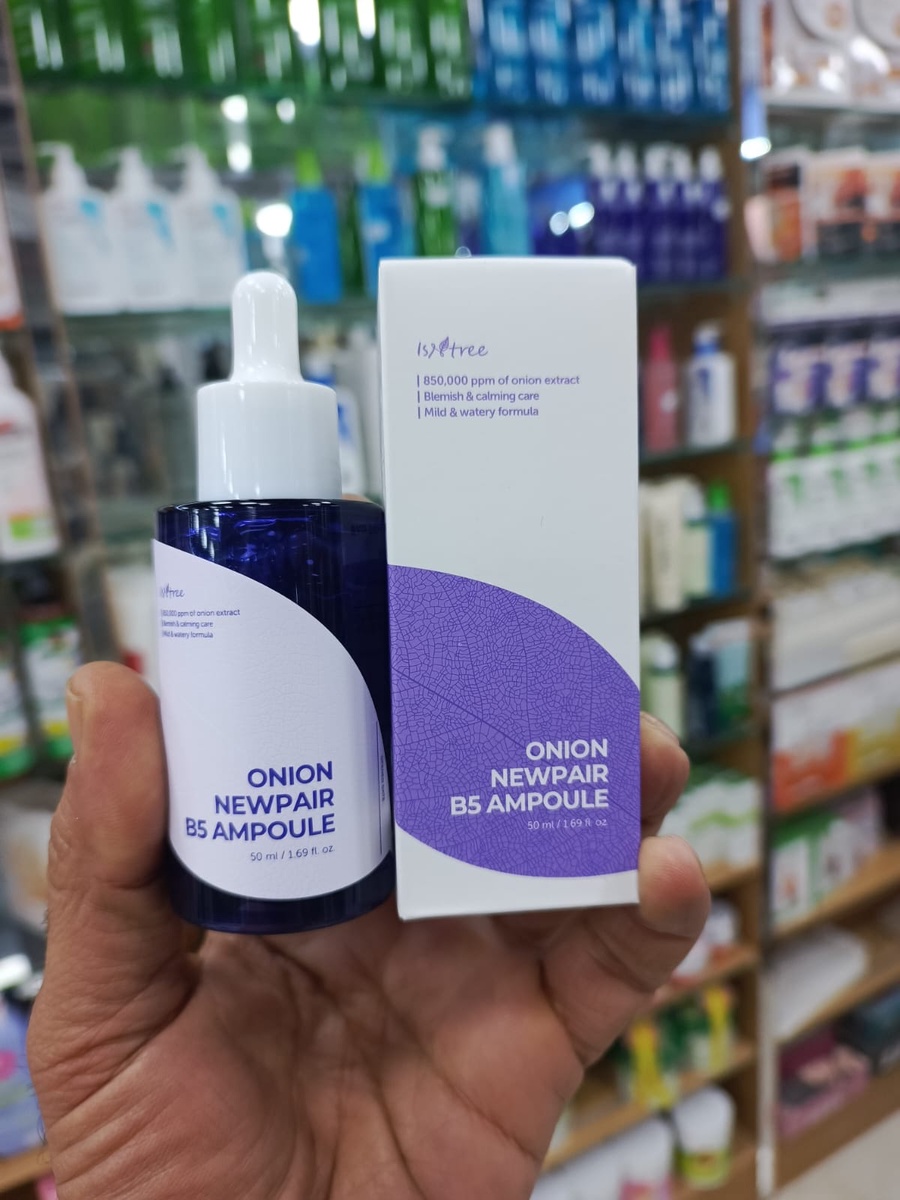 Isntree
850,000 ppm of onion extract
Blemish & calming care
Mild & watery formula
ONION
NEWPAIR
B5 AMPOULE
50 ml / 1.69 fl. oz.
850,000 ppm of onion extract
Blemish & calming care
Mild & watery formula
ONION
NEWPAIR
B5 AMPOULE
50 ml / 1.69 fl. oz.